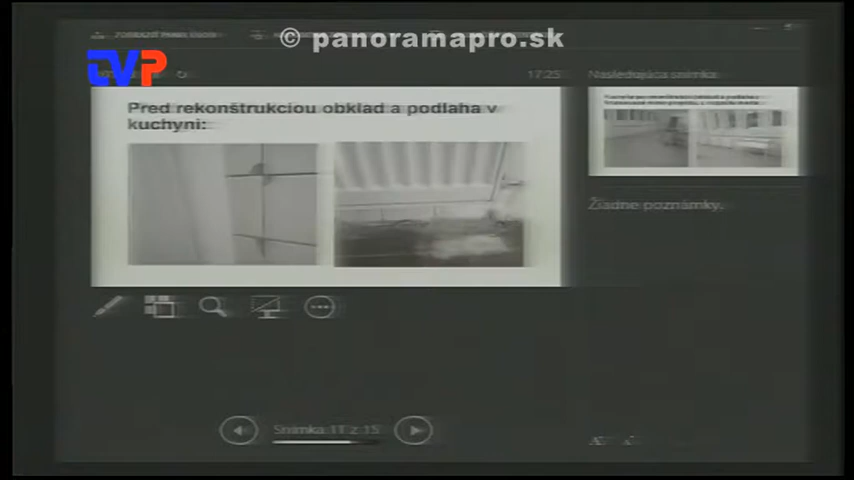 © panoramapro.sk
TVP
17:25
Nasledujúca snímka
Pred rekonštrukciou obklad a podlaha v
kuchyni:
Žiadne poznámky.
Snímka 11 z 15